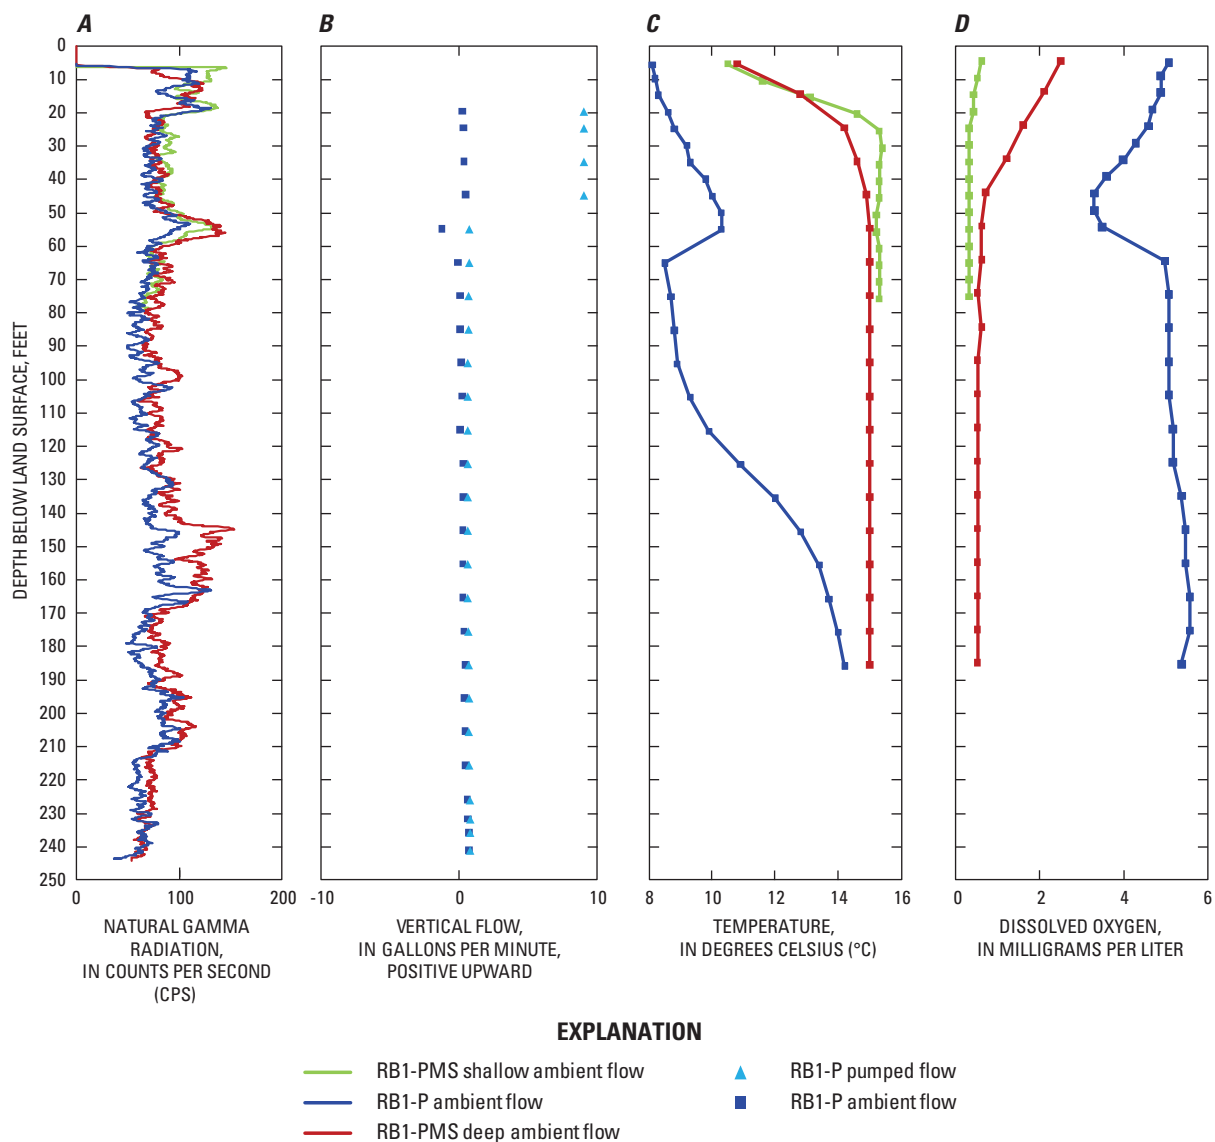 A
B
C
D
DEPTH BELOW LAND SURFACE, FEET
0
10
20
30
40
50
60
70
80
90
100
110
120
130
140
150
160
170
180
190
200
210
220
230
240
250
0 100 200
-10 0 10
8 10 12 14 16
0 2 4 6 8
NATURAL GAMMA
RADIATION,
IN COUNTS PER SECOND
(CPS)
VERTICAL FLOW,
IN GALLONS PER MINUTE,
POSITIVE UPWARD
TEMPERATURE,
IN DEGREES CELSIUS (°C)
DISSOLVED OXYGEN,
IN MILLIGRAMS PER LITER
EXPLANATION
RB1-PMS shallow ambient flow
RB1-P ambient flow
RB1-PMS deep ambient flow
RB1-P pumped flow
RB1-P ambient flow